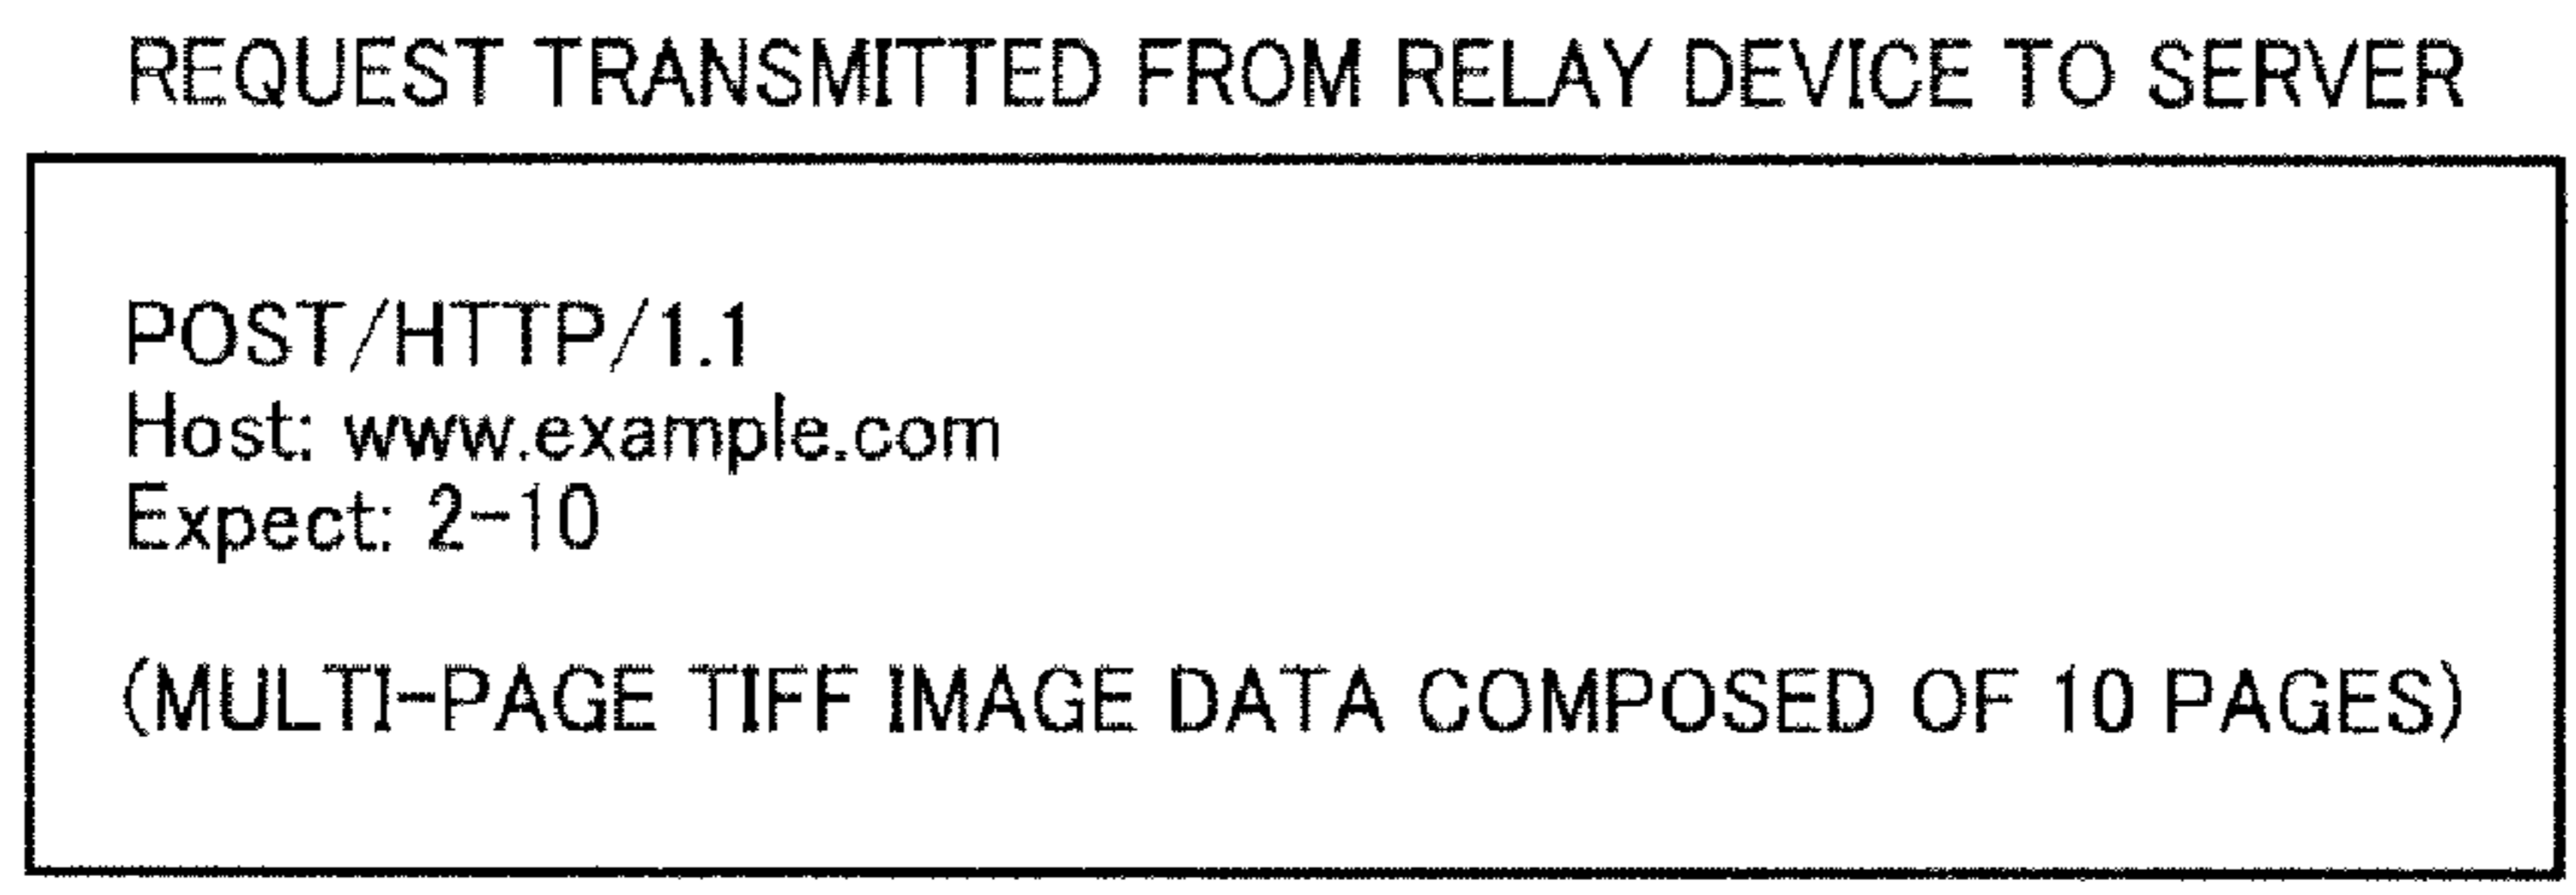 REQUEST TRANSMITTED FROM RELAY DEVICE TO SERVER
POST/HTTP/1.1
Host: www.example.com
Expect: 2-10
(MULTI-PAGE TIFF IMAGE DATA COMPOSED OF 10 PAGES)